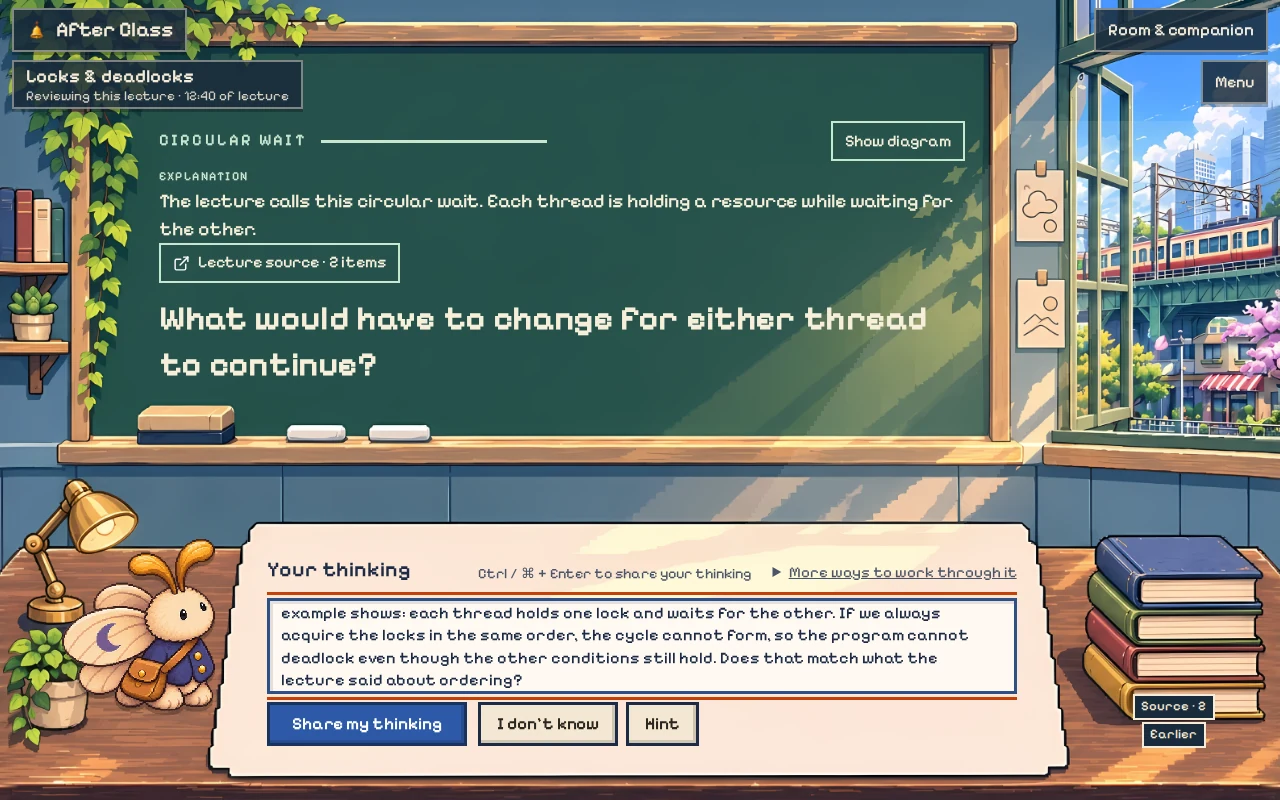 After Class
Room & companion
Locks & deadlocks
Reviewing this lecture · 12:40 of lecture
Menu
CIRCULAR WAIT
Show diagram
EXPLANATION
The lecture calls this circular wait. Each thread is holding a resource while waiting for
the other.
Lecture source · 2 items
What would have to change for either thread
to continue?
Your thinking
Ctrl / ⌘ + Enter to share your thinking
More ways to work through it
example shows: each thread holds one lock and waits for the other. If we always
acquire the locks in the same order, the cycle cannot form, so the program cannot
deadlock even though the other conditions still hold. Does that match what the
lecture said about ordering?
Share my thinking
I don't know
Hint
Source · 2
Earlier